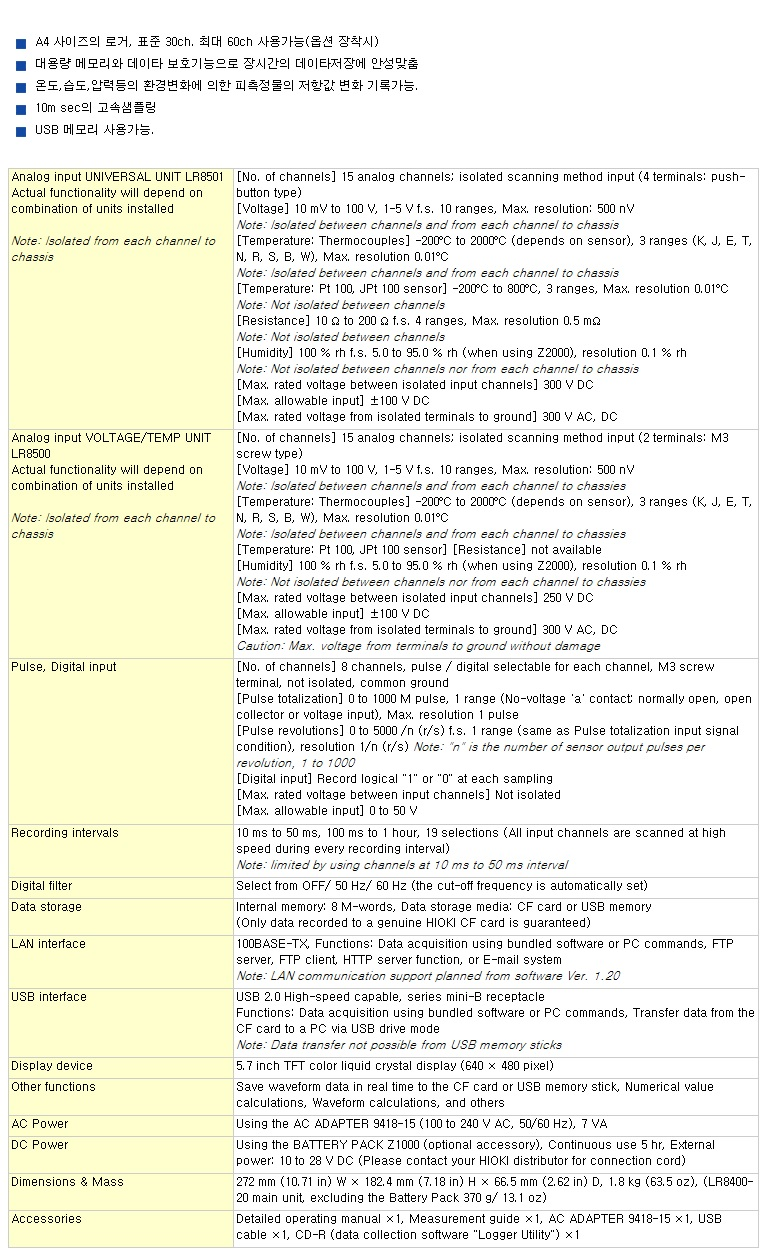 A4 사이즈의 로거, 표준 30ch. 최대 60ch 사용가능(옵션 장착시)
대용량 메모리와 데이타 보호기능으로 장시간의 데이타저장에 안성맞춤
온도,습도,압력등의 환경변화에 의한 피측정물의 저항값 변화 기록가능.
10m sec의 고속샘플링
USB 메모리 사용가능.
Analog input UNIVERSAL UNIT LR8501
Actual functionality will depend on
combination of units installed
Note: Isolated from each channel to
chassis
[No. of channels] 15 analog channels; isolated scanning method input (4 terminals: push-
button type)
[Voltage] 10 mV to 100 V, 1-5 V f.s. 10 ranges, Max. resolution: 500 nV
Note: Isolated between channels and from each channel to chassis
[Temperature: Thermocouples] -200°C to 2000°C (depends on sensor), 3 ranges (K, J, E, T,
N, R, S, B, W), Max. resolution 0.01°C
Note: Isolated between channels and from each channel to chassis
[Temperature: Pt 100, JPt 100 sensor] -200°C to 800°C, 3 ranges, Max. resolution 0.01°C
Note: Not isolated between channels
[Resistance] 10 Ω to 200 Ω f.s. 4 ranges, Max. resolution 0.5 mΩ
Note: Not isolated between channels
[Humidity] 100 % rh f.s. 5.0 to 95.0 % rh (when using Z2000), resolution 0.1 % rh
Note: Not isolated between channels nor from each channel to chassis
[Max. rated voltage between isolated input channels] 300 V DC
[Max. allowable input] ±100 V DC
[Max. rated voltage from isolated terminals to ground] 300 V AC, DC
Analog input VOLTAGE/TEMP UNIT
LR8500
Actual functionality will depend on
combination of units installed
Note: Isolated from each channel to
chassis
[No. of channels] 15 analog channels; isolated scanning method input (2 terminals: M3
screw type)
[Voltage] 10 mV to 100 V, 1-5 V f.s. 10 ranges, Max. resolution: 500 nV
Note: Isolated between channels and from each channel to chassies
[Temperature: Thermocouples] -200°C to 2000°C (depends on sensor), 3 ranges (K, J, E, T,
N, R, S, B, W), Max. resolution 0.01°C
Note: Isolated between channels and from each channel to chassies
[Temperature: Pt 100, JPt 100 sensor] [Resistance] not available
[Humidity] 100 % rh f.s. 5.0 to 95.0 % rh (when using Z2000), resolution 0.1 % rh
Note: Not isolated between channels nor from each channel to chassies
[Max. rated voltage between isolated input channels] 250 V DC
[Max. allowable input] ±100 V DC
[Max. rated voltage from isolated terminals to ground] 300 V AC, DC
Caution: Max. voltage from terminals to ground without damage
Pulse, Digital input
[No. of channels] 8 channels, pulse / digital selectable for each channel, M3 screw
terminal, not isolated, common ground
[Pulse totalization] 0 to 1000 M pulse, 1 range (No-voltage 'a' contact; normally open, open
collector or voltage input), Max. resolution 1 pulse
[Pulse revolutions] 0 to 5000 /n (r/s) f.s. 1 range (same as Pulse totalization input signal
condition), resolution 1/n (r/s) Note: "n" is the number of sensor output pulses per
revolution, 1 to 1000
[Digital input] Record logical "1" or "0" at each sampling
[Max. rated voltage between input channels] Not isolated
[Max. allowable input] 0 to 50 V
Recording intervals
10 ms to 50 ms, 100 ms to 1 hour, 19 selections (All input channels are scanned at high
speed during every recording interval)
Note: limited by using channels at 10 ms to 50 ms interval
Digital filter
Select from OFF/ 50 Hz/ 60 Hz (the cut-off frequency is automatically set)
Data storage
Internal memory: 8 M-words, Data storage media: CF card or USB memory
(Only data recorded to a genuine HIOKI CF card is guaranteed)
LAN interface
100BASE-TX, Functions: Data acquisition using bundled software or PC commands, FTP
server, FTP client, HTTP server function, or E-mail system
Note: LAN communication support planned from software Ver. 1.20
USB interface
USB 2.0 High-speed capable, series mini-B receptacle
Functions: Data acquisition using bundled software or PC commands, Transfer data from the
CF card to a PC via USB drive mode
Note: Data transfer not possible from USB memory sticks
Display device
5.7 inch TFT color liquid crystal display (640 × 480 pixel)
Other functions
Save waveform data in real time to the CF card or USB memory stick, Numerical value
calculations, Waveform calculations, and others
AC Power
Using the AC ADAPTER 9418-15 (100 to 240 V AC, 50/60 Hz), 7 VA
DC Power
Using the BATTERY PACK Z1000 (optional accessory), Continuous use 5 hr, External
power: 10 to 28 V DC (Please contact your HIOKI distributor for connection cord)
Dimensions & Mass
272 mm (10.71 in) W × 182.4 mm (7.18 in) H × 66.5 mm (2.62 in) D, 1.8 kg (63.5 oz), (LR8400-
20 main unit, excluding the Battery Pack 370 g/ 13.1 oz)
Accessories
Detailed operating manual ×1, Measurement guide ×1, AC ADAPTER 9418-15 ×1, USB
cable ×1, CD-R (data collection software "Logger Utility") ×1